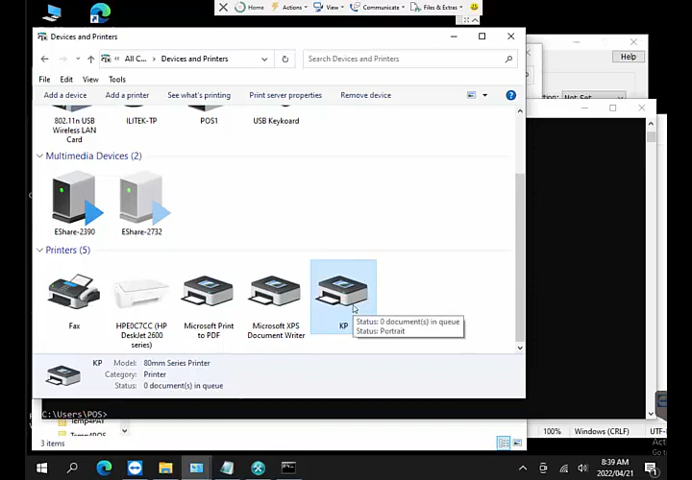 Home Actions View Communicate Files & Extras
Devices and Printers
All C... Devices and Printers
Search Devices and Printers
File Edit View Tools
Add a device Add a printer See what's printing Print server properties Remove device
Help
Not Set
802.11n USB
Wireless LAN
Card
ILITEK-TP
POS1
USB Keyboard
Multimedia Devices (2)
EShare-2390
EShare-2732
Printers (5)
Fax
HPE0C7CC (HP
DeskJet 2600
series)
Microsoft Print
to PDF
Microsoft XPS
Document Writer
KP
Status: 0 document(s) in queue
Status: Portrait
KP Model: 80mm Series Printer
Category: Printer
Status: 0 document(s) in queue
C:\Users\POS>
3 items
100% Windows (CRLF) UTF-
8:39 AM
2022/04/21